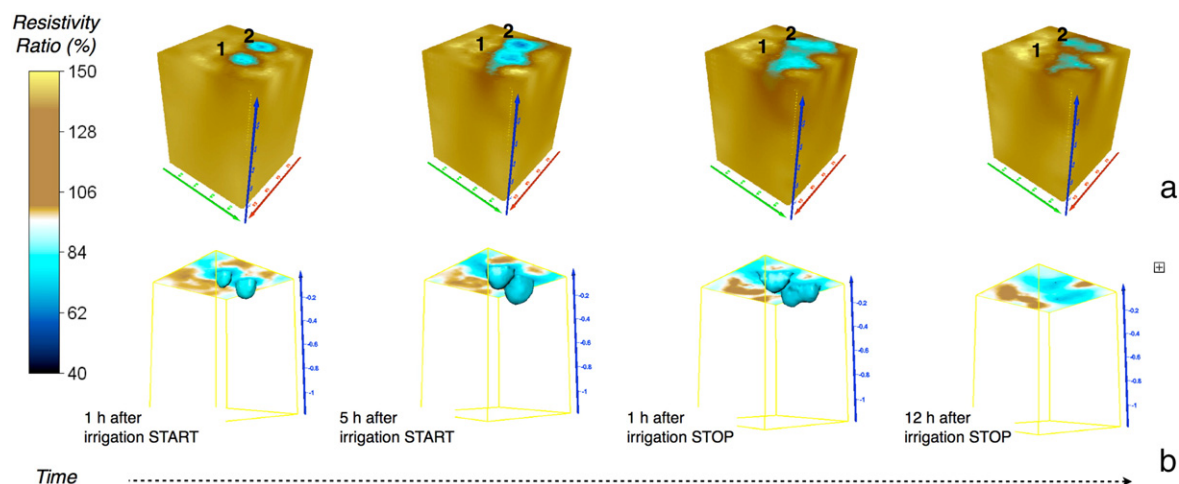 Resistivity
Ratio (%)
150
128
106
84
62
40
1 2
1 2
1 2
1 2
a
-0.2
-0.4
-0.6
-0.8
-1
-0.2
-0.4
-0.6
-0.8
-1
-0.2
-0.4
-0.6
-0.8
-1
-0.2
-0.4
-0.6
-0.8
-1
1 h after
irrigation START
5 h after
irrigation START
1 h after
irrigation STOP
12 h after
irrigation STOP
b
Time